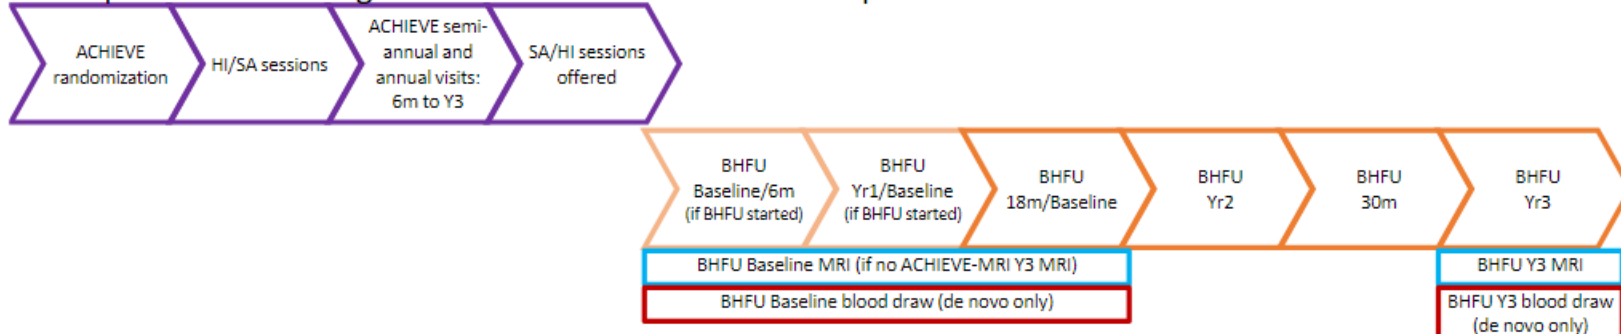 ACHIEVE
randomization
HI/SA sessions
ACHIEVE semi-
annual and
annual visits:
6m to Y3
SA/HI sessions
offered
BHFU
Baseline/6m
(if BHFU started)
BHFU
Yr1/Baseline
(if BHFU started)
BHFU
18m/Baseline
BHFU
Yr2
BHFU
30m
BHFU
Yr3
BHFU Baseline MRI (if no ACHIEVE-MRI Y3 MRI)
BHFU Y3 MRI
BHFU Baseline blood draw (de novo only)
BHFU Y3 blood draw
(de novo only)